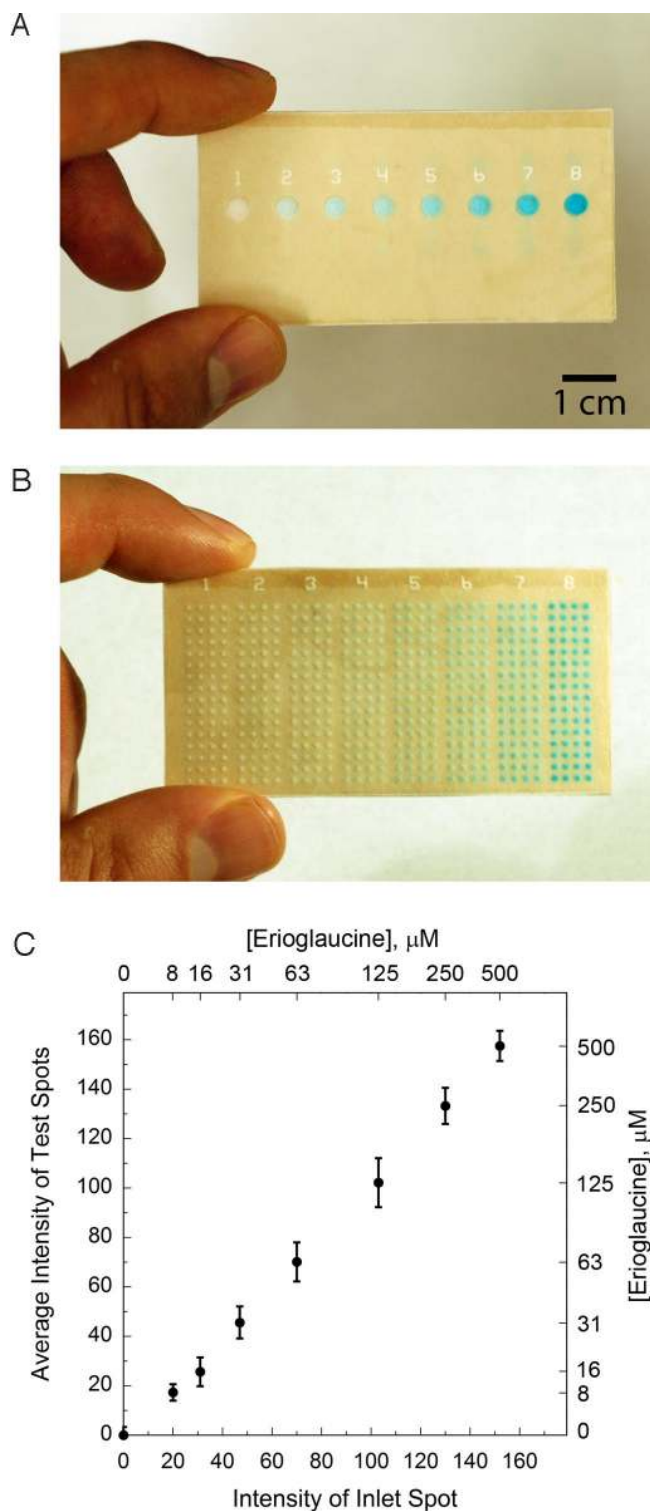 A
1 2 3 4 5 6 7 8
1 cm
B
1 2 3 4 5 6 7 8
C
[Erioglaucine], μM
0 8 16 31 63 125 250 500
160
140
120
100
80
60
40
20
0
Average Intensity of Test Spots
500
250
125
63
31
16
8
0
[Erioglaucine], μM
0 20 40 60 80 100 120 140 160
Intensity of Inlet Spot